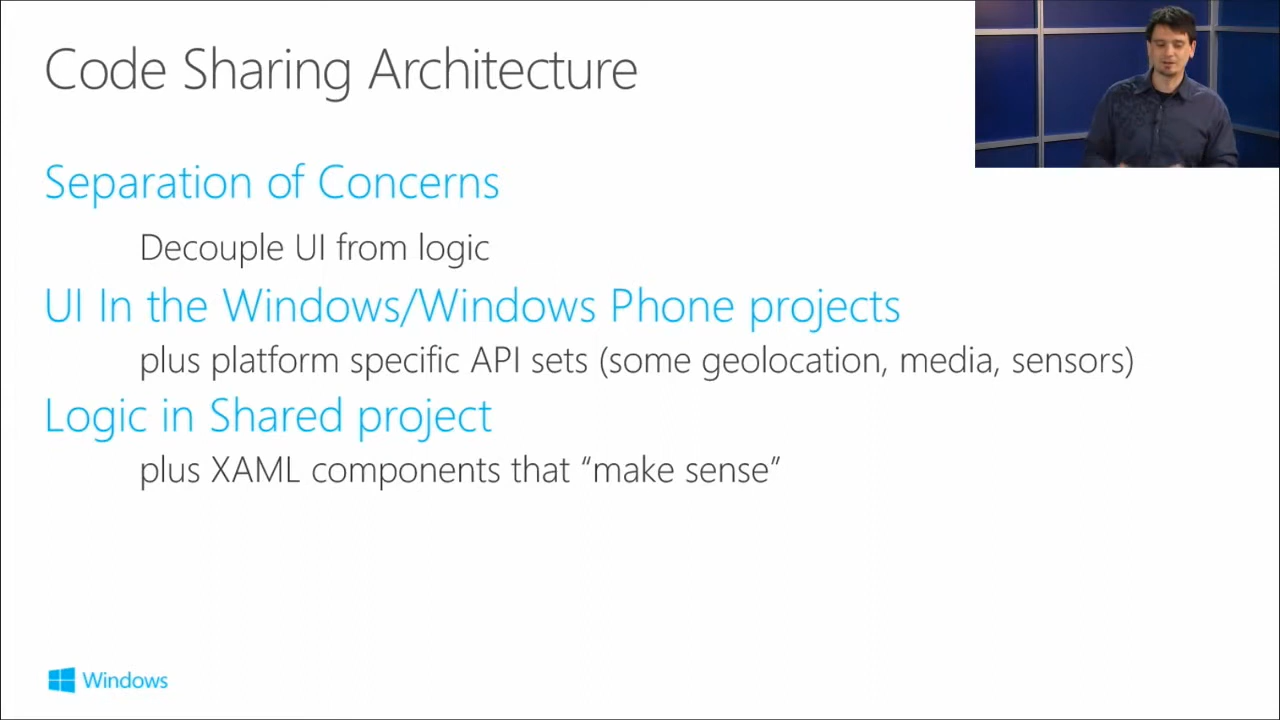 Code Sharing Architecture
Separation of Concerns
Decouple UI from logic
UI In the Windows/Windows Phone projects
plus platform specific API sets (some geolocation, media, sensors)
Logic in Shared project
plus XAML components that “make sense”
Windows